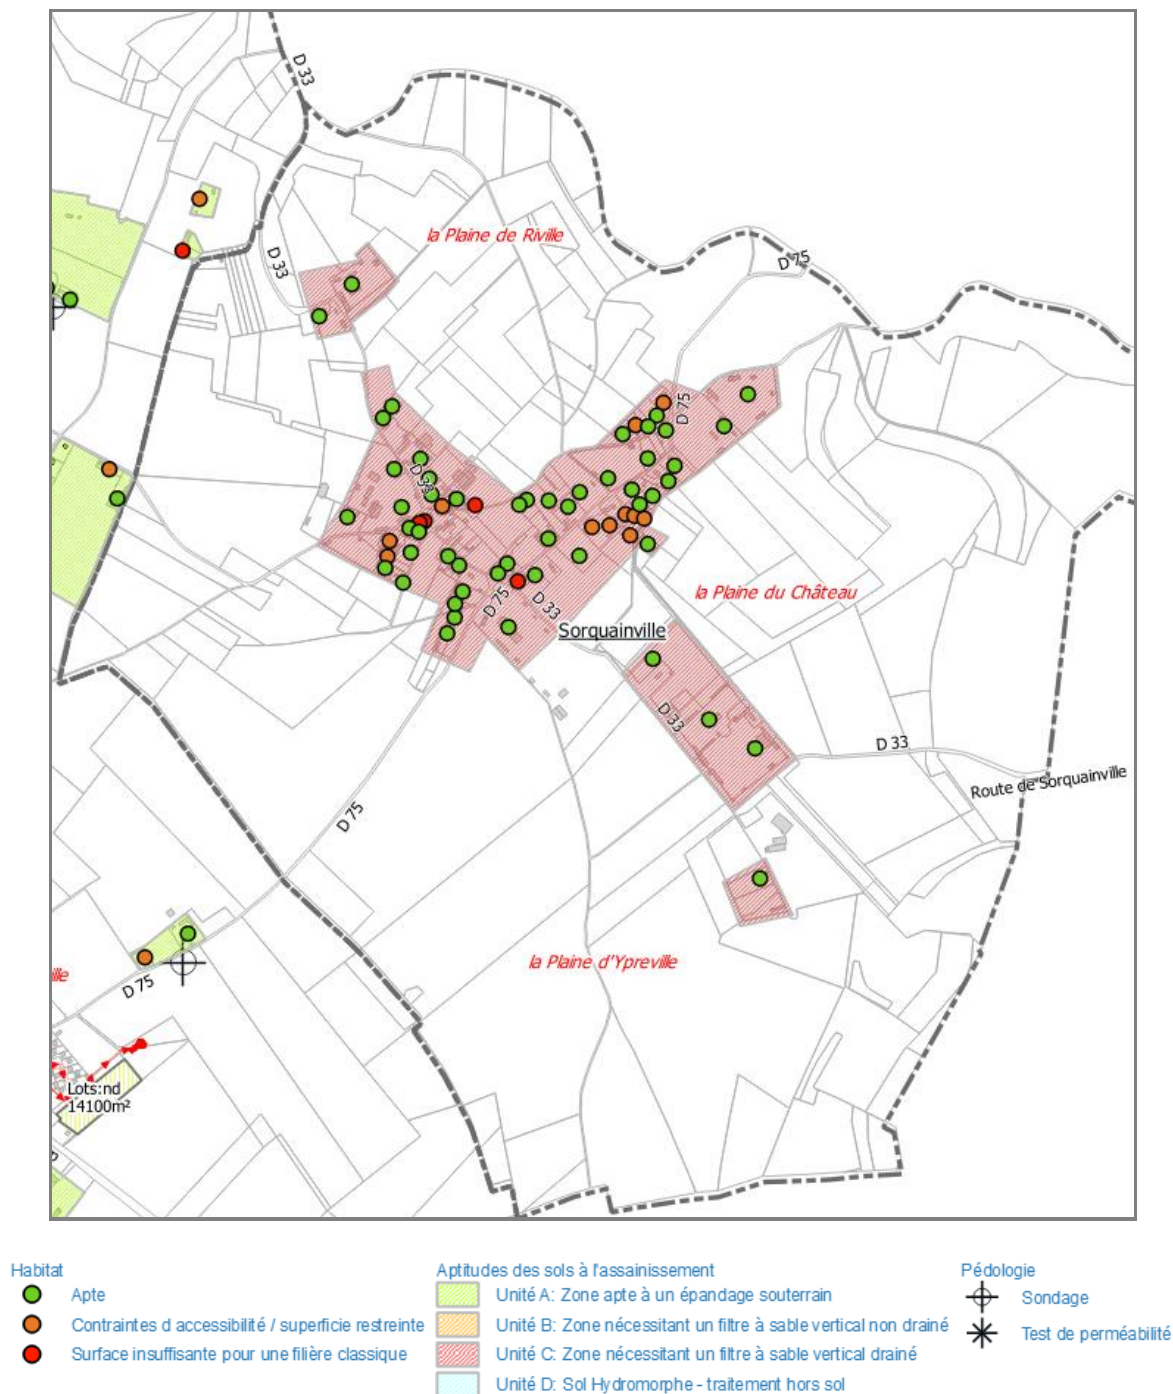 D 33
la Plaine de Riville
D 75
D 33
D 75
D 33
la Plaine du Château
D 75
D 33
Sorquainville
D 33
D 33
Route de Sorquainville
D 75
la Plaine d'Ypreville
ille
D 75
Lots:nd
14100m²
Habitat
Apte
Contraintes d accessibilité / superficie restreinte
Surface insuffisante pour une filière classique
Aptitudes des sols à l'assainissement
Unité A: Zone apte à un épandage souterrain
Unité B: Zone nécessitant un filtre à sable vertical non drainé
Unité C: Zone nécessitant un filtre à sable vertical drainé
Unité D: Sol Hydromorphe - traitement hors sol
Pédologie
Sondage
Test de perméabilité